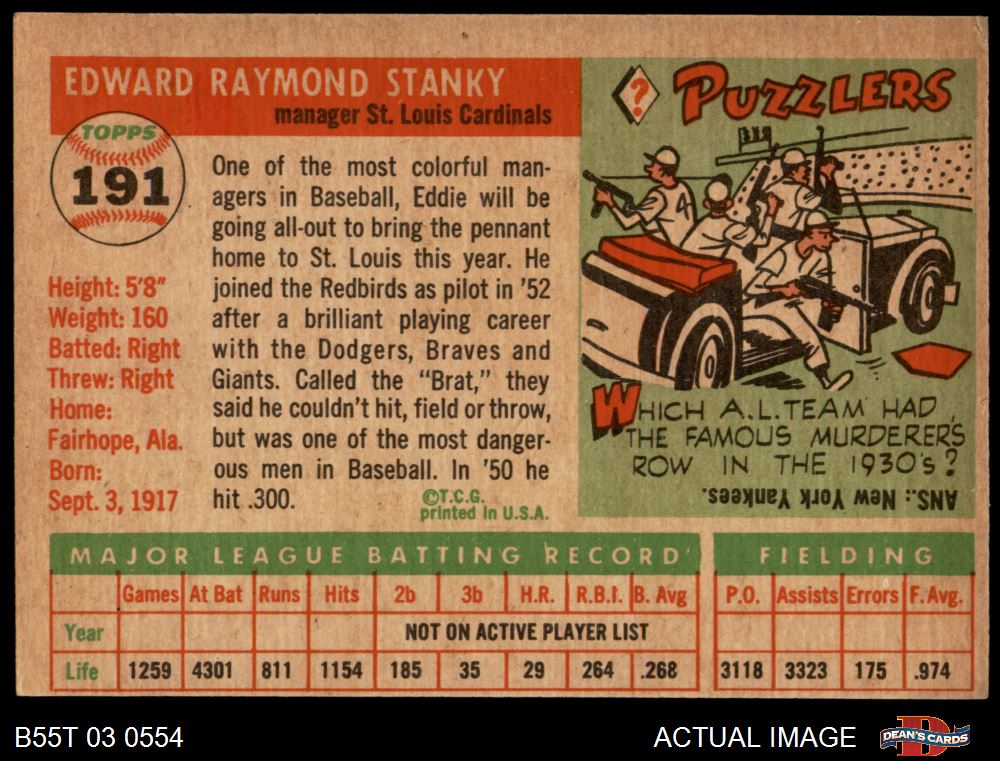 EDWARD RAYMOND STANKY
manager St. Louis Cardinals
TOPPS
191
Height: 5'8"
Weight: 160
Batted: Right
Threw: Right
Home:
Fairhope, Ala.
Born:
Sept. 3, 1917
One of the most colorful man-
agers in Baseball, Eddie will be
going all-out to bring the pennant
home to St. Louis this year. He
joined the Redbirds as pilot in '52
after a brilliant playing career
with the Dodgers, Braves and
Giants. Called the "Brat," they
said he couldn't hit, field or throw,
but was one of the most danger-
ous men in Baseball. In '50 he
hit .300.
©T.C.G.
printed in U.S.A.
?
PUZZLERS
4
WHICH A.L. TEAM HAD
THE FAMOUS MURDERER'S
ROW IN THE 1930's?
ANS.: New York Yankees.
MAJOR LEAGUE BATTING RECORD
Games At Bat Runs Hits 2b 3b H.R. R.B.I. B. Avg
Year NOT ON ACTIVE PLAYER LIST
Life 1259 4301 811 1154 185 35 29 264 .268
FIELDING
P.O. Assists Errors F. Avg.
3118 3323 175 .974
B55T 03 0554
ACTUAL IMAGE
D
DEAN'S CARDS